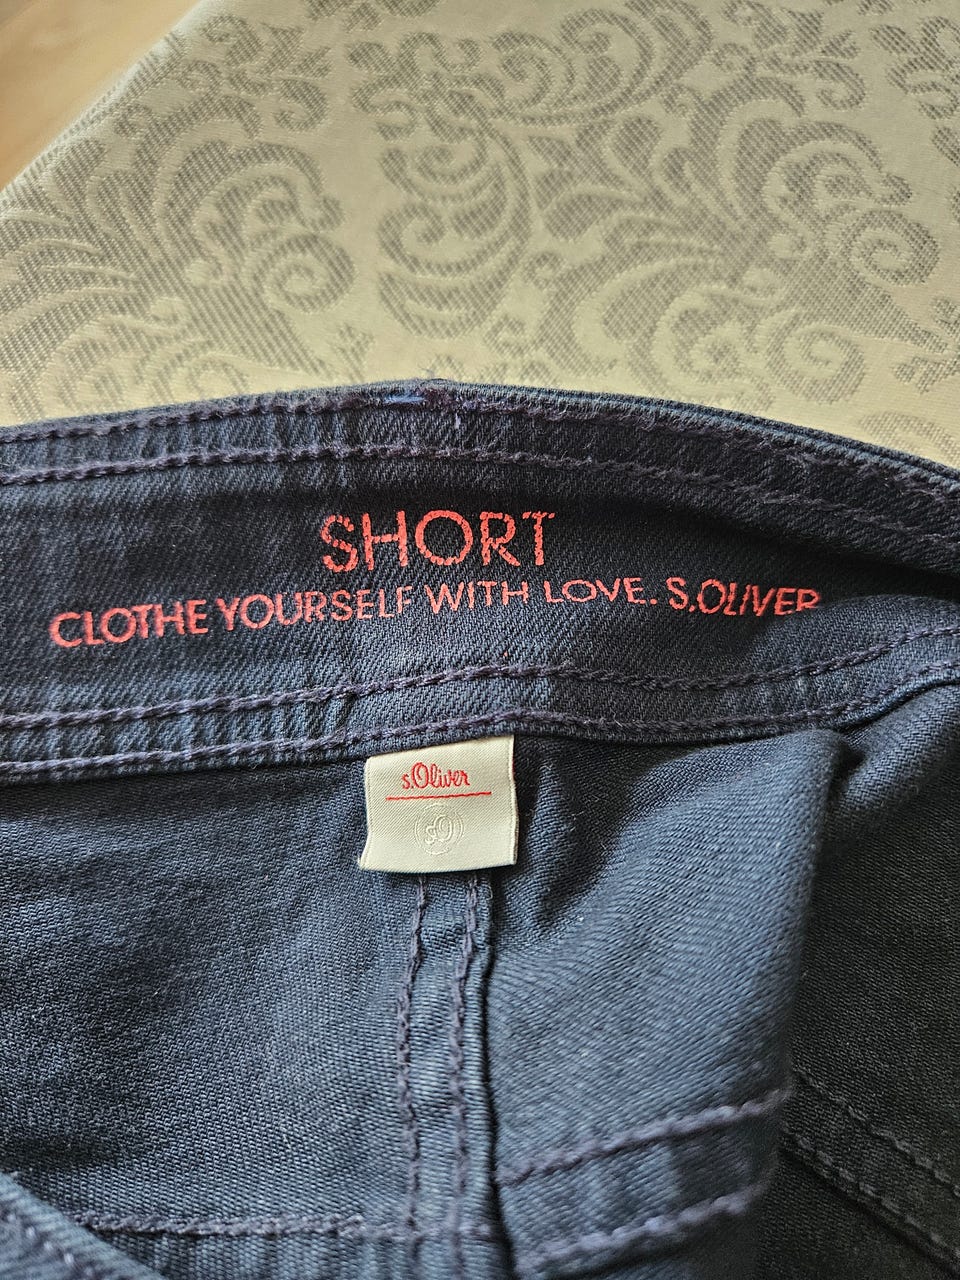 SHORT
CLOTHE YOURSELF WITH LOVE. S.OLIVER
s.Oliver
sO